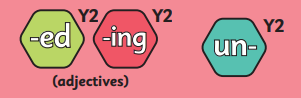 -ed Y2 -ing Y2 un- Y2
(adjectives)